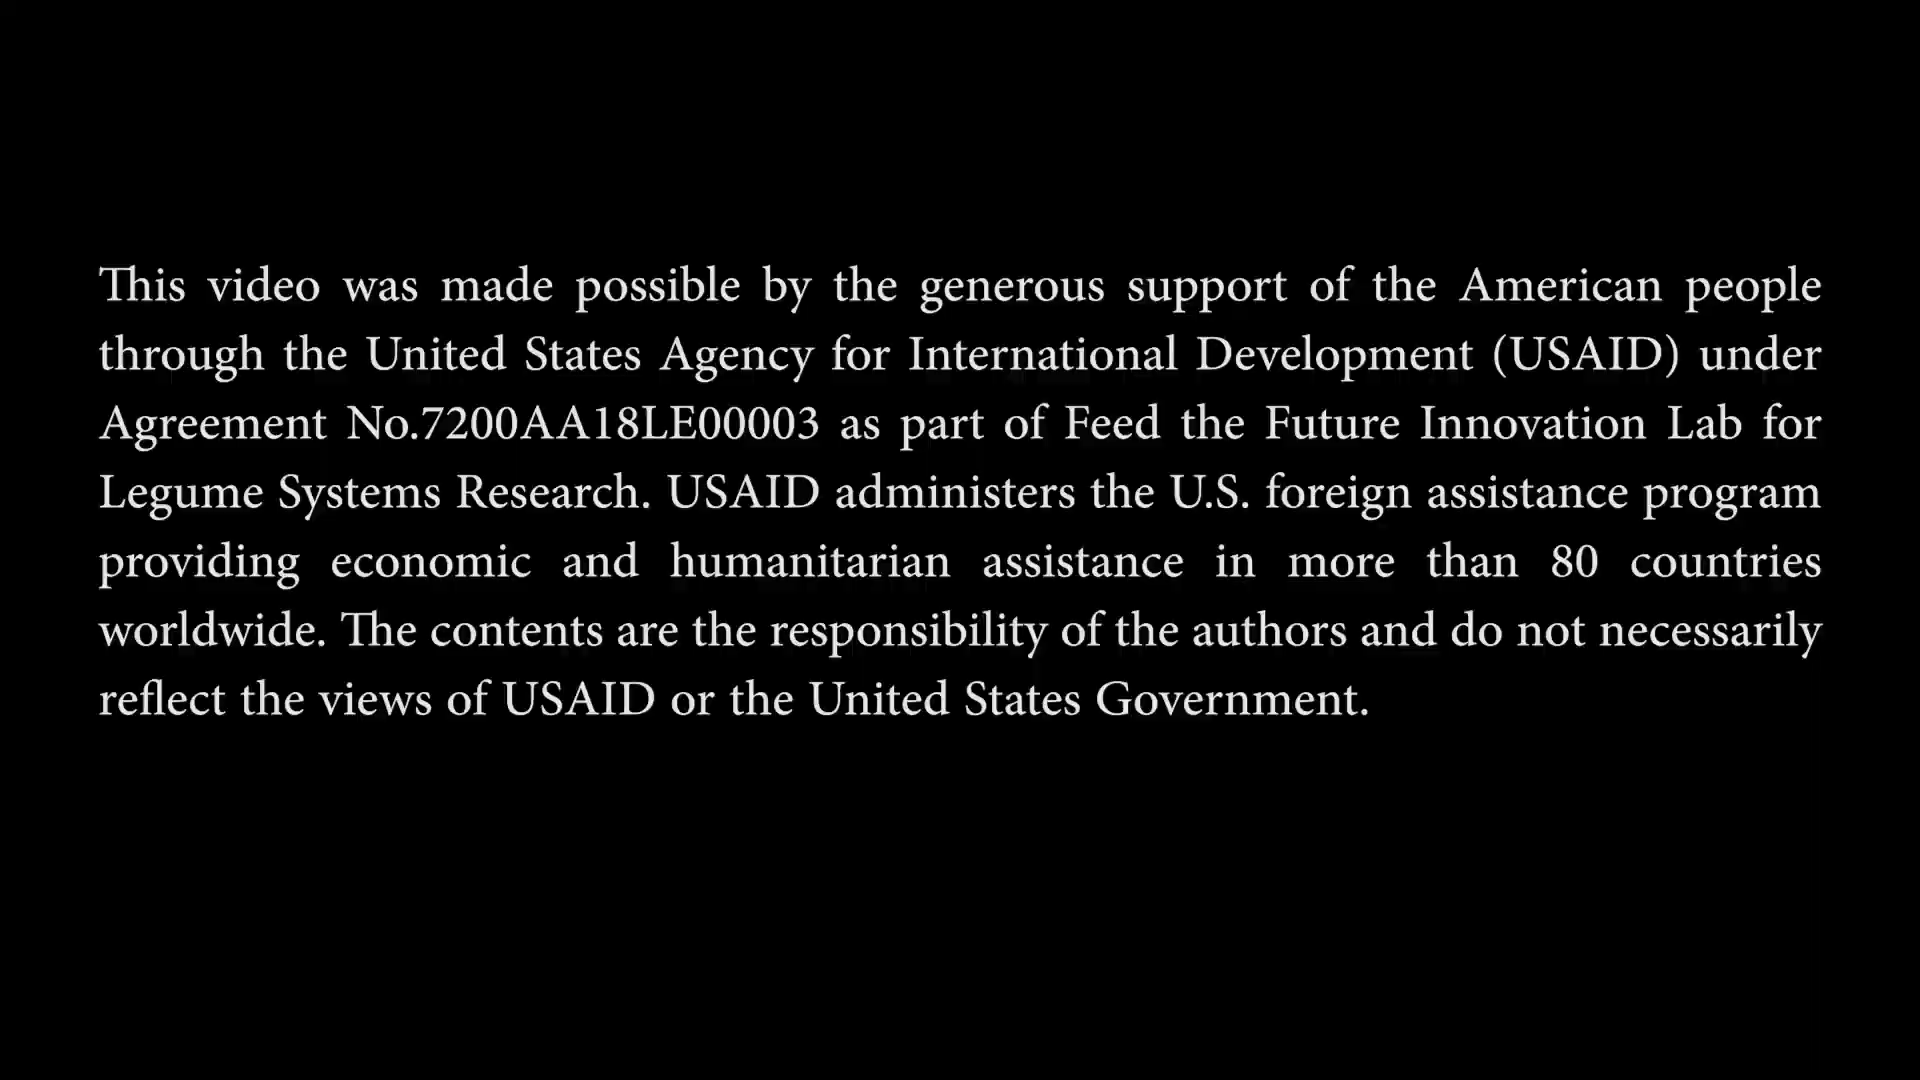 This video was made possible by the generous support of the American people
through the United States Agency for International Development (USAID) under
Agreement No.7200AA18LE00003 as part of Feed the Future Innovation Lab for
Legume Systems Research. USAID administers the U.S. foreign assistance program
providing economic and humanitarian assistance in more than 80 countries
worldwide. The contents are the responsibility of the authors and do not necessarily
reflect the views of USAID or the United States Government.